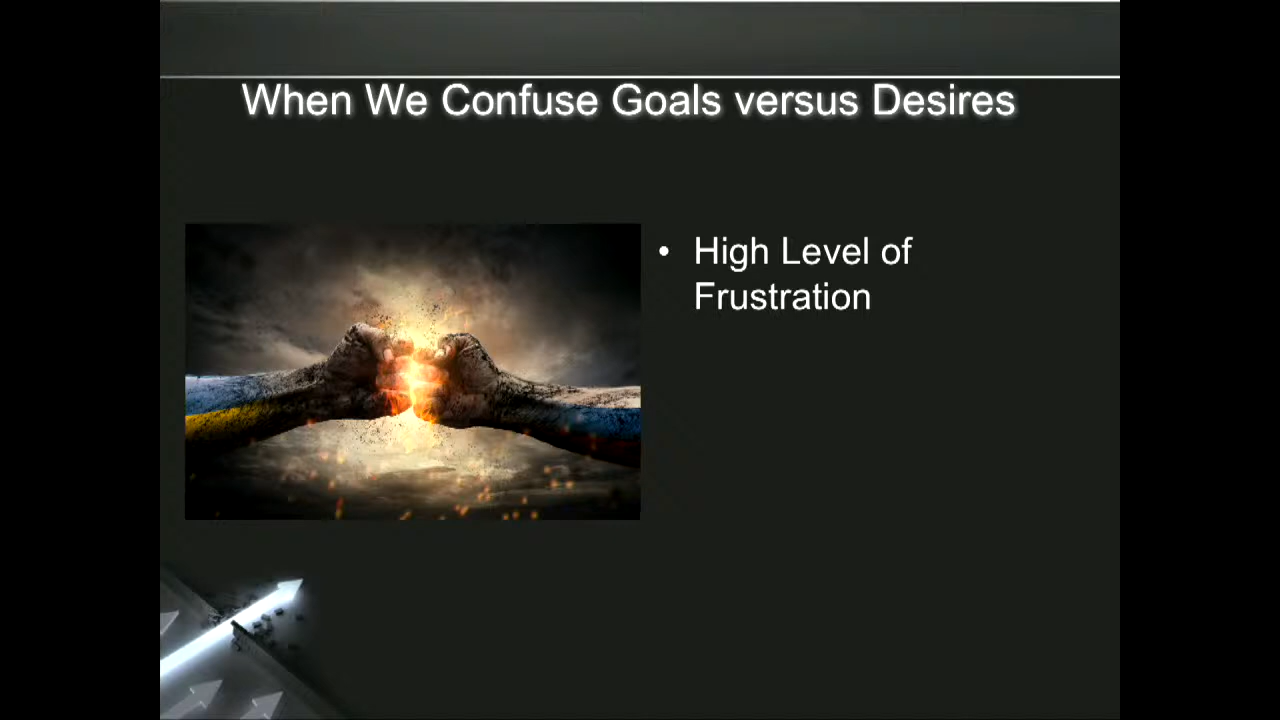 When We Confuse Goals versus Desires
• High Level of
Frustration